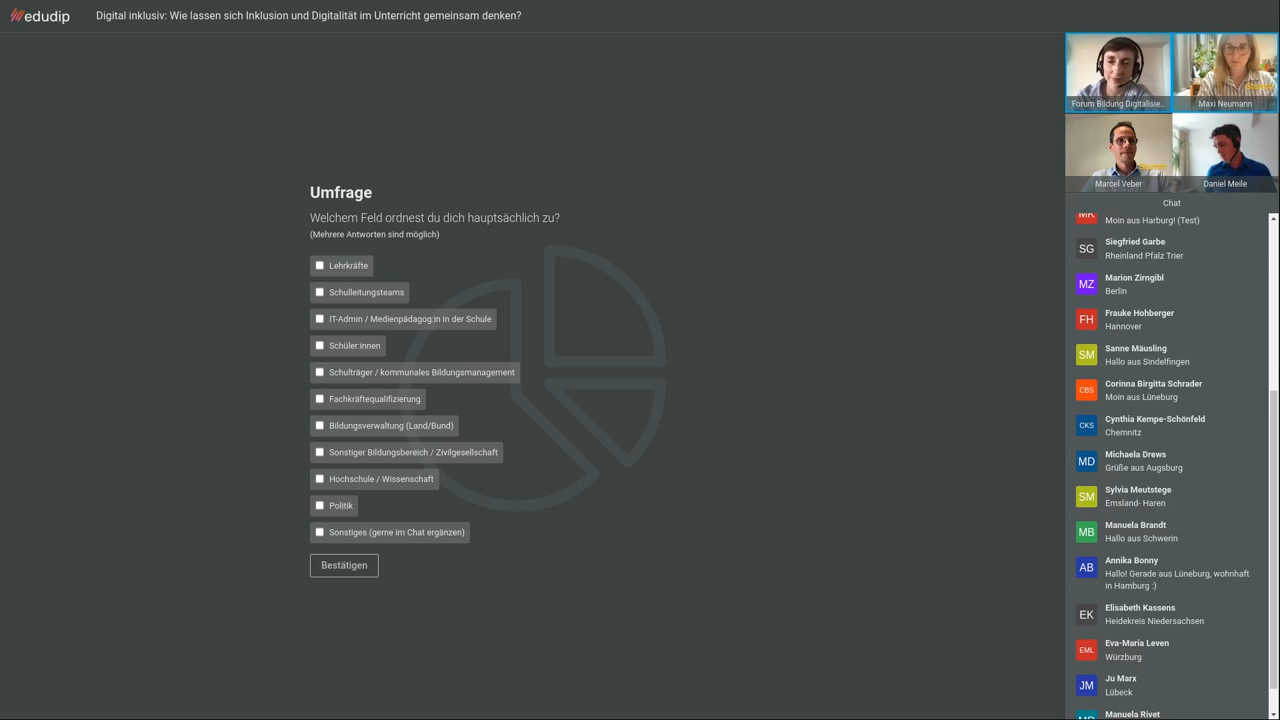 edudip
Digital inklusiv: Wie lassen sich Inklusion und Digitalität im Unterricht gemeinsam denken?
Forum Bildung Digitalisie...
Maxi Neumann
Marcel Veber
Daniel Meile
Umfrage
Welchem Feld ordnest du dich hauptsächlich zu?
(Mehrere Antworten sind möglich)
Lehrkräfte
Schulleitungsteams
IT-Admin / Medienpädagog:in in der Schule
Schüler:innen
Schulträger / kommunales Bildungsmanagement
Fachkräftequalifizierung
Bildungsverwaltung (Land/Bund)
Sonstiger Bildungsbereich / Zivilgesellschaft
Hochschule / Wissenschaft
Politik
Sonstiges (gerne im Chat ergänzen)
Bestätigen
Chat
MR
Moin aus Harburg! (Test)
SG
Siegfried Garbe
Rheinland Pfalz Trier
MZ
Marion Zirngibl
Berlin
FH
Frauke Hohberger
Hannover
SM
Sanne Mäusling
Hallo aus Sindelfingen
CBS
Corinna Birgitta Schrader
Moin aus Lüneburg
CKS
Cynthia Kempe-Schönfeld
Chemnitz
MD
Michaela Drews
Grüße aus Augsburg
SM
Sylvia Meutstege
Emsland- Haren
MB
Manuela Brandt
Hallo aus Schwerin
AB
Annika Bonny
Hallo! Gerade aus Lüneburg, wohnhaft
in Hamburg :)
EK
Elisabeth Kassens
Heidekreis Niedersachsen
EML
Eva-Maria Leven
Würzburg
JM
Ju Marx
Lübeck
MR
Manuela Rivet